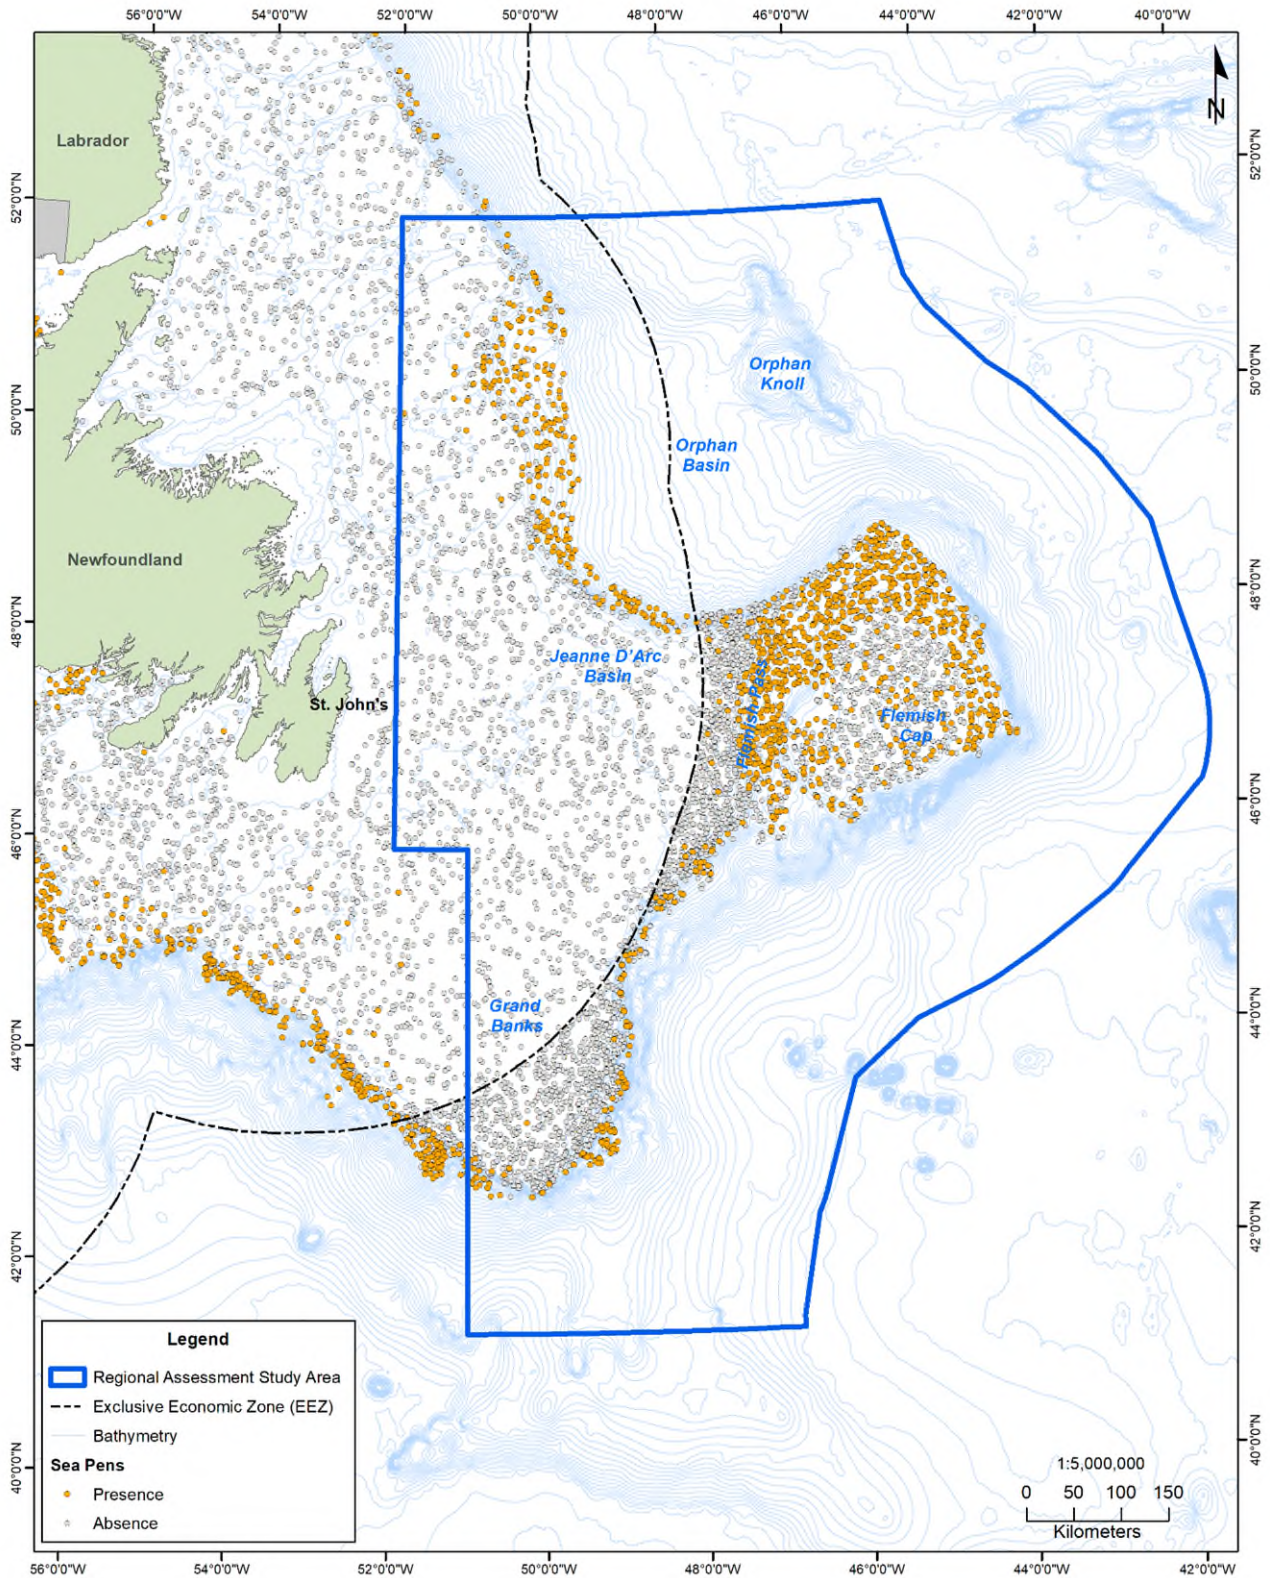 56°0'0"W 54°0'0"W 52°0'0"W 50°0'0"W 48°0'0"W 46°0'0"W 44°0'0"W 42°0'0"W 40°0'0"W
N
Labrador
52°0'0"N
52°0'0"N
Orphan
Knoll
50°0'0"N
50°0'0"N
Orphan
Basin
Newfoundland
48°0'0"N
48°0'0"N
Jeanne D'Arc
Basin
Flemish Pass
St. John's
Flemish
Cap
46°0'0"N
46°0'0"N
Grand
Banks
44°0'0"N
44°0'0"N
42°0'0"N
42°0'0"N
Legend
Regional Assessment Study Area
Exclusive Economic Zone (EEZ)
Bathymetry
Sea Pens
Presence
Absence
40°0'0"N
40°0'0"N
1:5,000,000
0 50 100 150
Kilometers
56°0'0"W 54°0'0"W 52°0'0"W 50°0'0"W 48°0'0"W 46°0'0"W 44°0'0"W 42°0'0"W